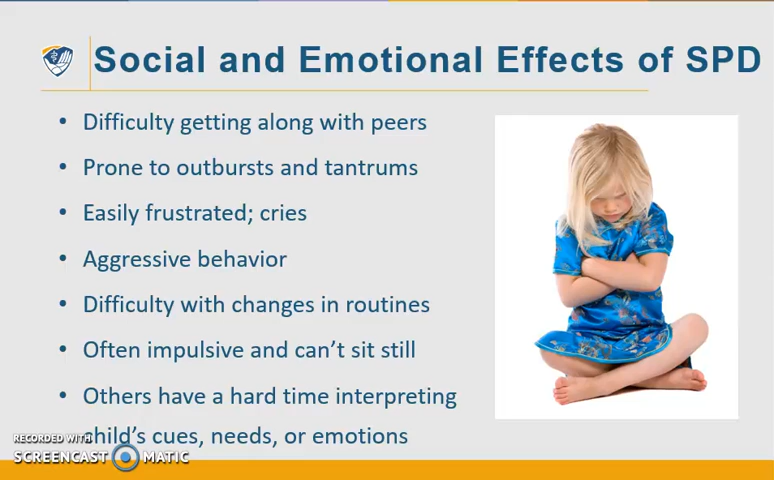 Social and Emotional Effects of SPD
• Difficulty getting along with peers
• Prone to outbursts and tantrums
• Easily frustrated; cries
• Aggressive behavior
• Difficulty with changes in routines
• Often impulsive and can’t sit still
• Others have a hard time interpreting
child’s cues, needs, or emotions
RECORDED WITH
SCREENCAST MATIC